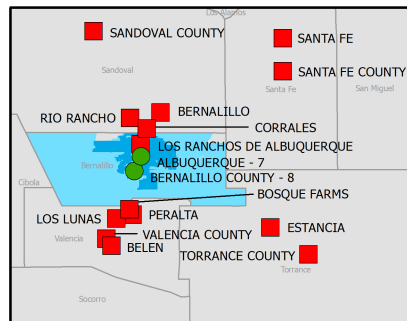 Los Alamos
SANDOVAL COUNTY
SANTA FE
Sandoval
SANTA FE COUNTY
Santa Fe
San Miguel
BERNALILLO
RIO RANCHO
CORRALES
LOS RANCHOS DE ALBUQUERQUE
Bernalillo
ALBUQUERQUE - 7
BERNALILLO COUNTY - 8
Cibola
BOSQUE FARMS
LOS LUNAS
PERALTA
ESTANCIA
Valencia
VALENCIA COUNTY
BELEN
TORRANCE COUNTY
Torrance
Socorro